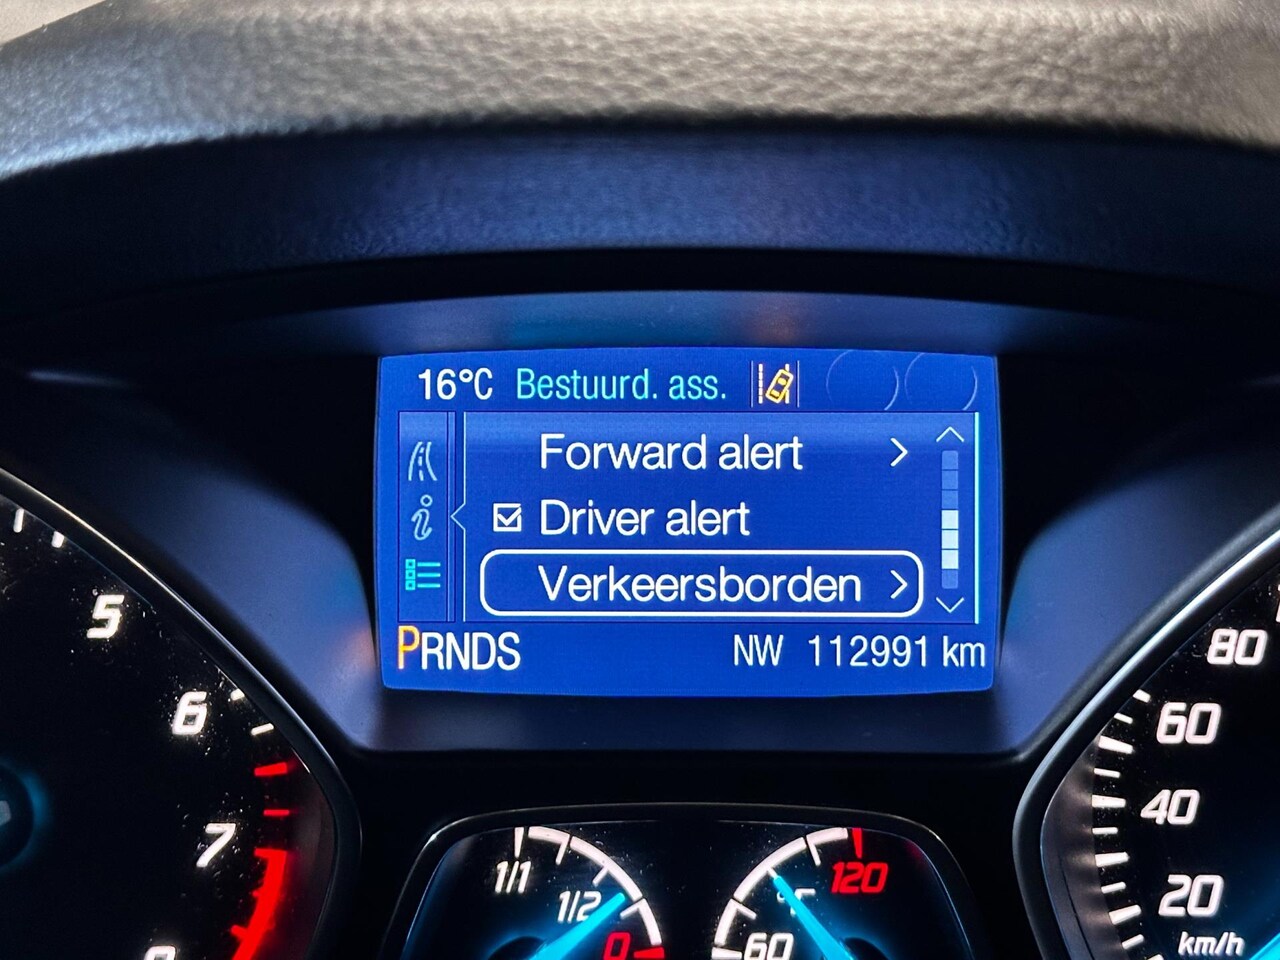 16°C Bestuurd. ass.
Forward alert >
Driver alert
Verkeersborden >
PRNDS NW 112991 km
5
6
7
8
1/1
1/2
0
60
°C
120
80
60
40
20
km/h